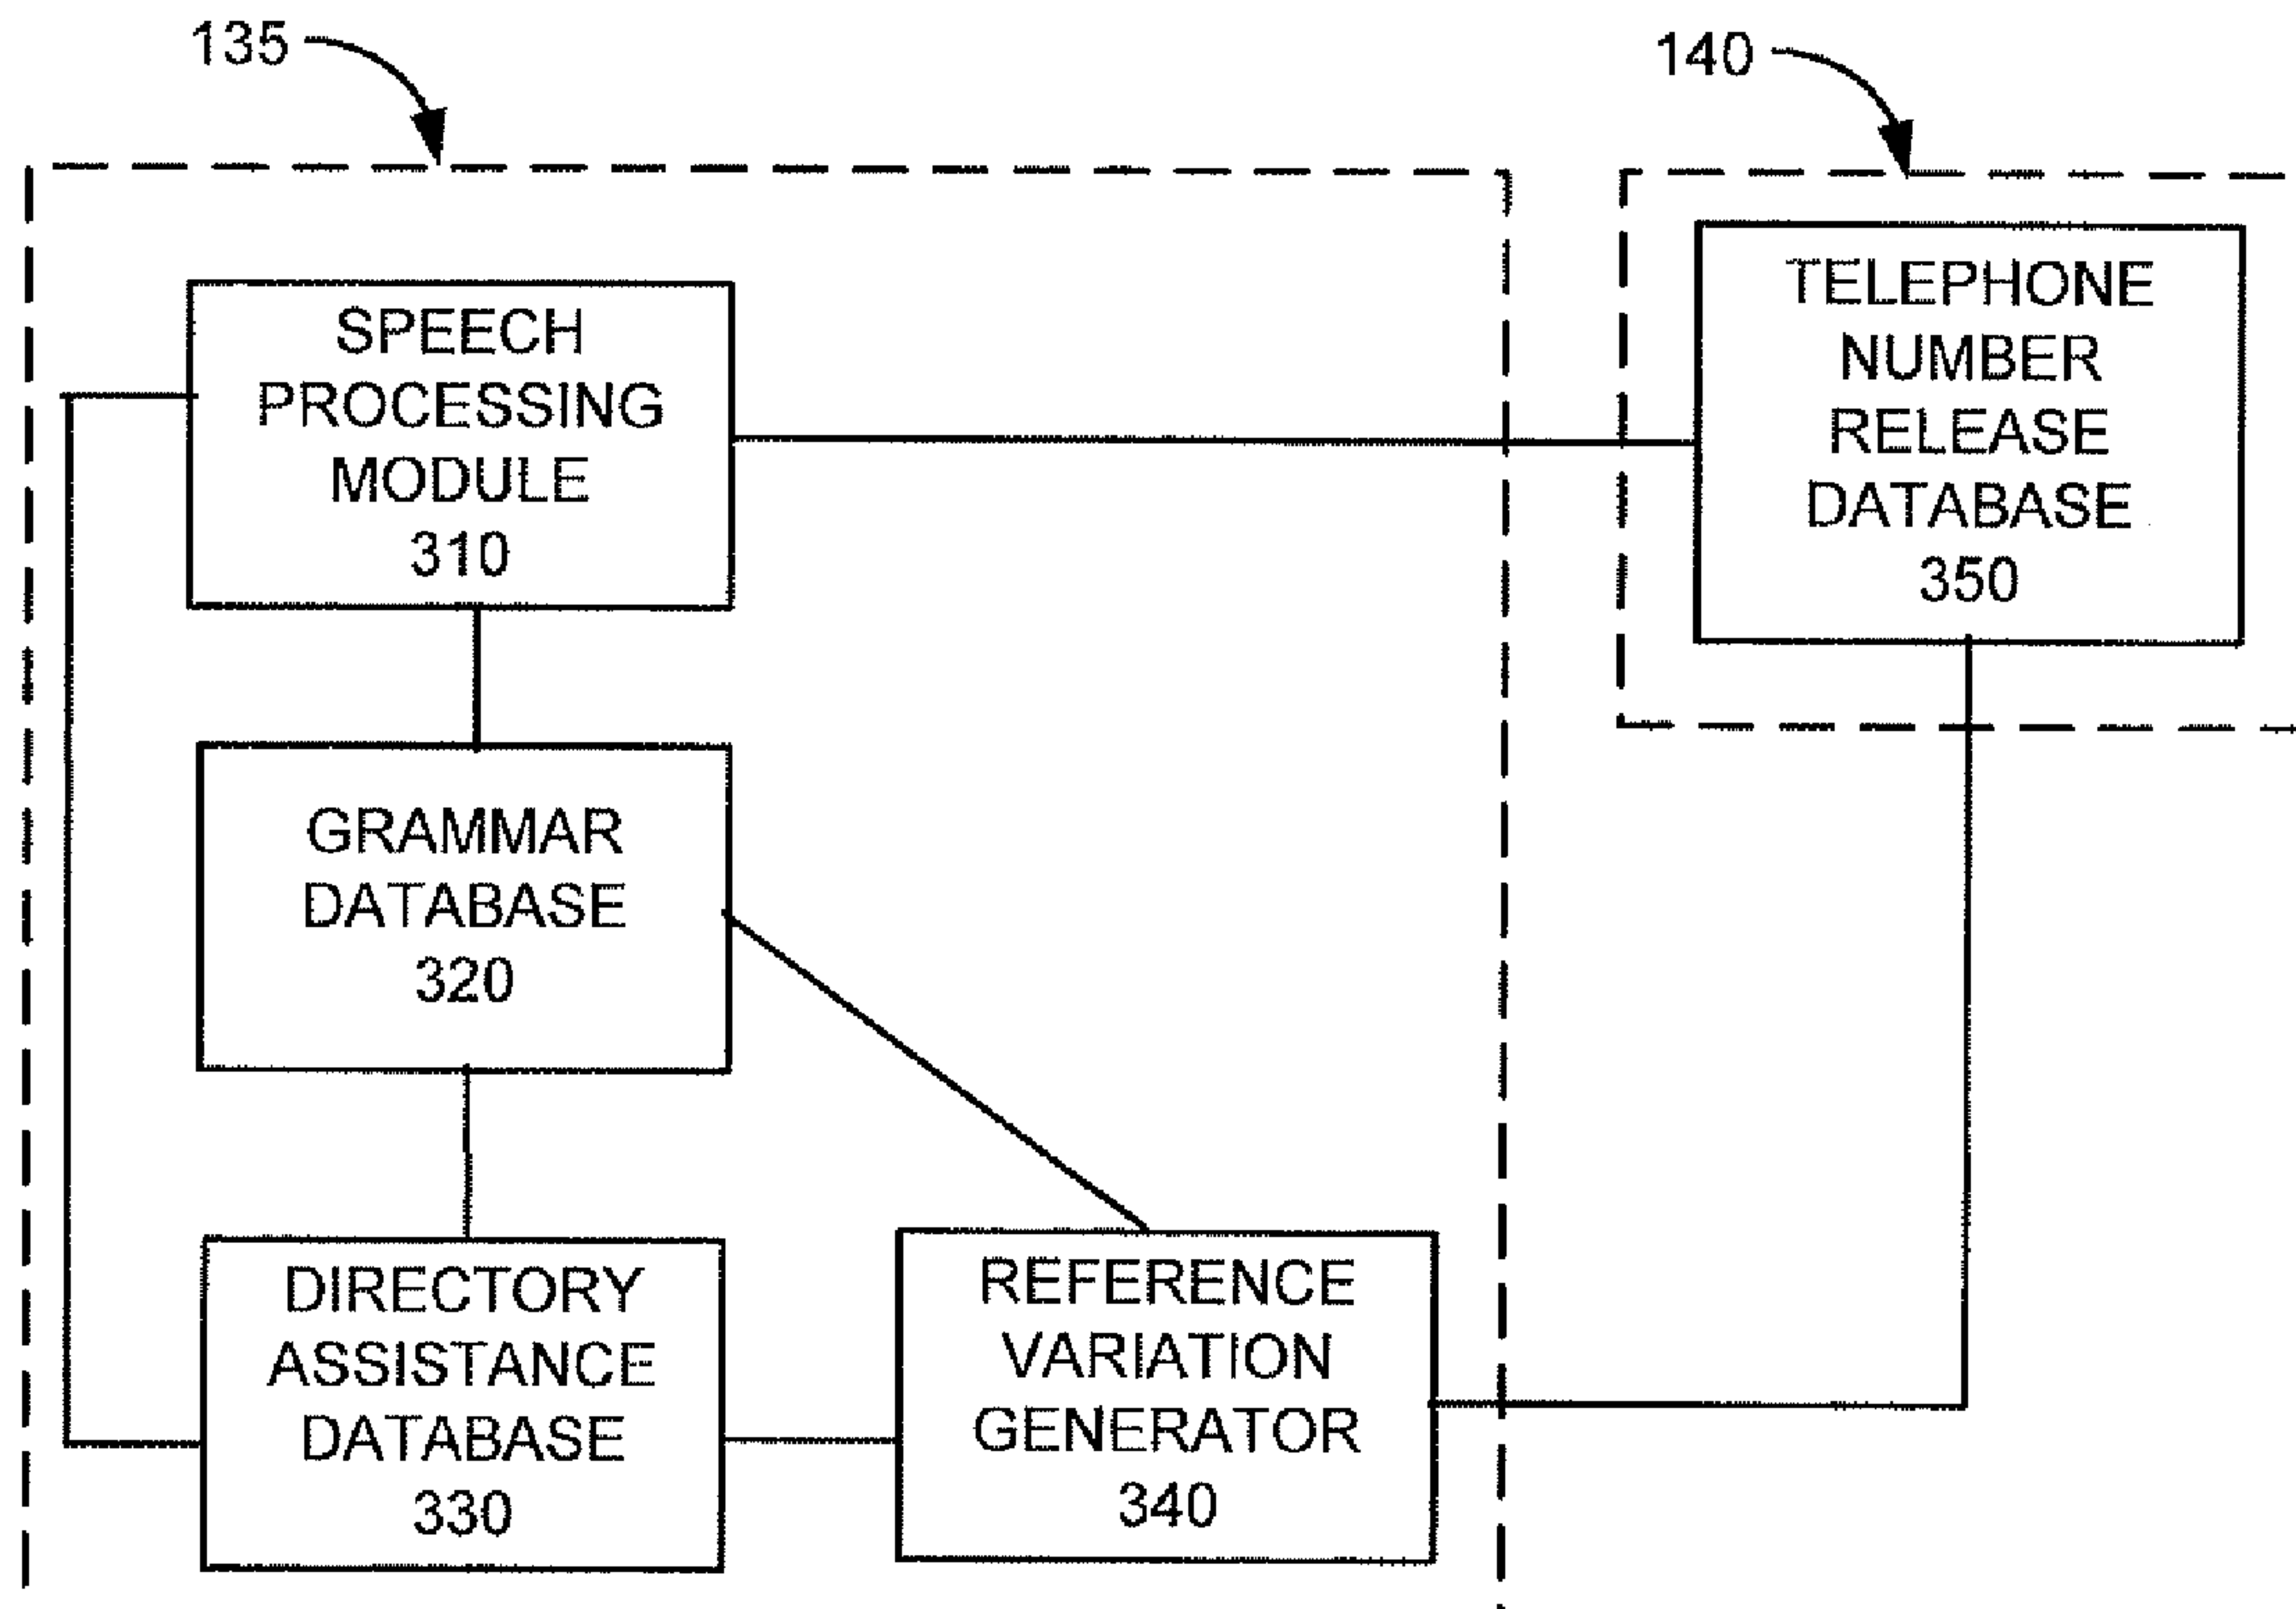 135
140
SPEECH
PROCESSING
MODULE
310
TELEPHONE
NUMBER
RELEASE
DATABASE
350
GRAMMAR
DATABASE
320
DIRECTORY
ASSISTANCE
DATABASE
330
REFERENCE
VARIATION
GENERATOR
340